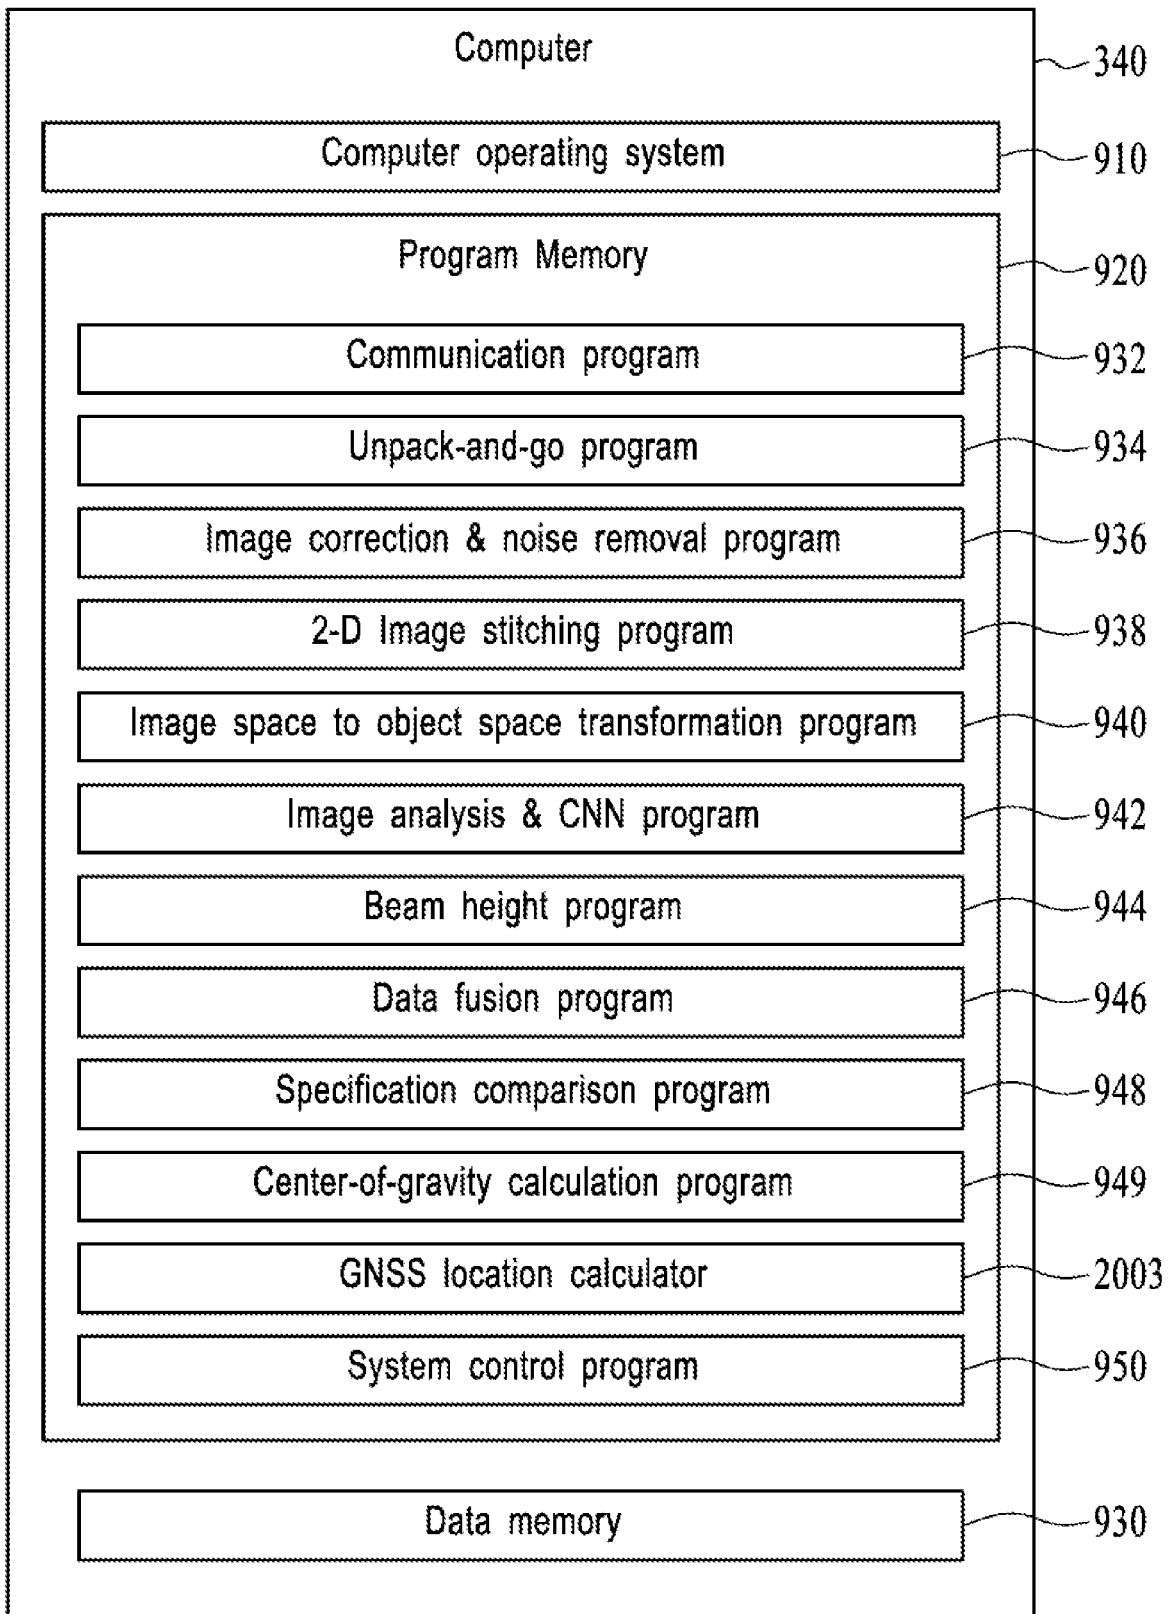 Computer
340
Computer operating system
910
Program Memory
920
Communication program
932
Unpack-and-go program
934
Image correction & noise removal program
936
2-D Image stitching program
938
Image space to object space transformation program
940
Image analysis & CNN program
942
Beam height program
944
Data fusion program
946
Specification comparison program
948
Center-of-gravity calculation program
949
GNSS location calculator
2003
System control program
950
Data memory
930